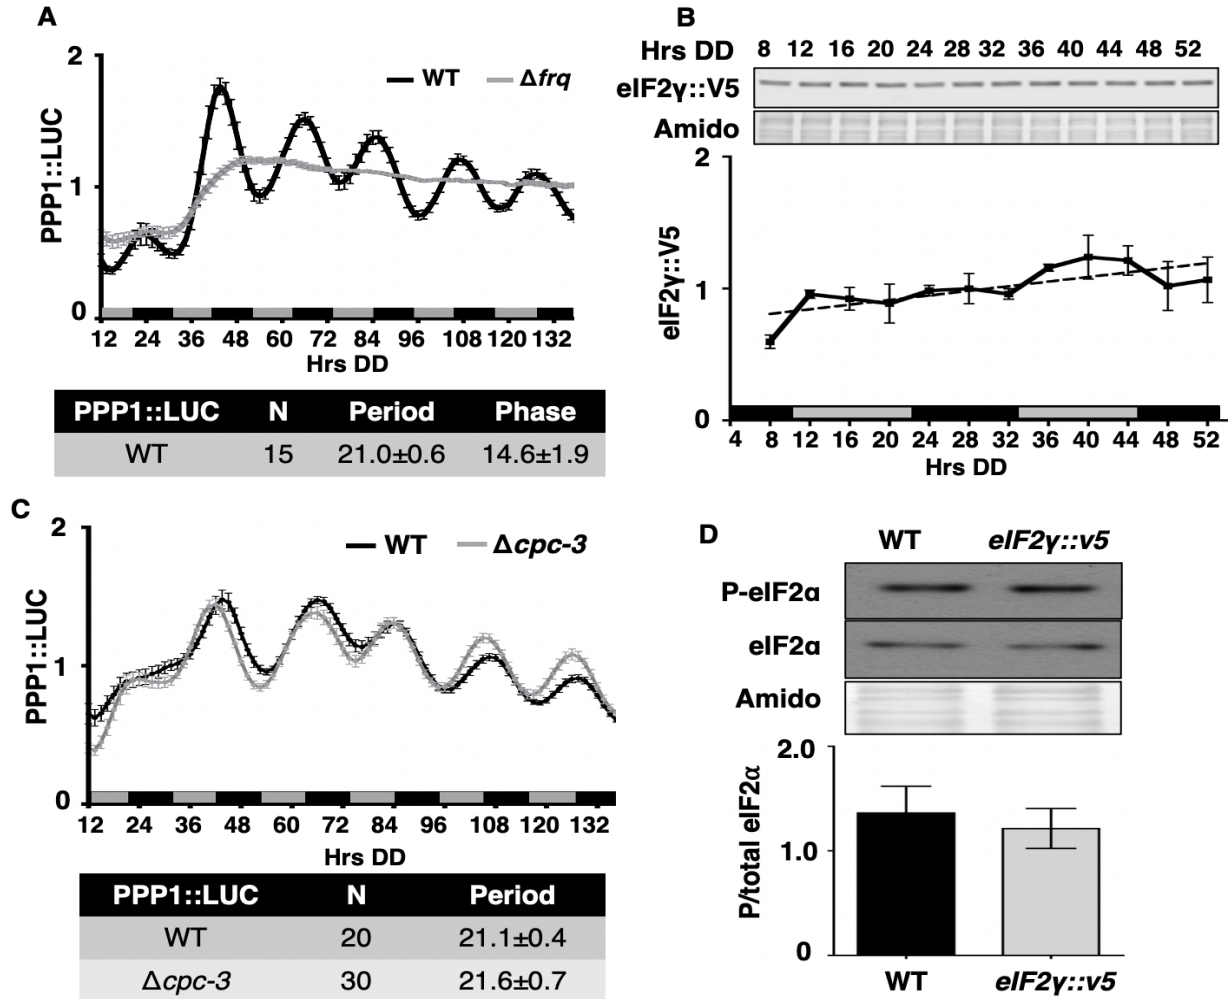 A
2
1
0
PPP1::LUC
WT
Δfrq
12 24 36 48 60 72 84 96 108 120 132
Hrs DD
PPP1::LUC N Period Phase
WT 15 21.0±0.6 14.6±1.9
B
Hrs DD 8 12 16 20 24 28 32 36 40 44 48 52
eIF2γ::V5
Amido
2
1
0
eIF2γ::V5
4 8 12 16 20 24 28 32 36 40 44 48 52
Hrs DD
C
2
1
0
PPP1::LUC
WT
Δcpc-3
12 24 36 48 60 72 84 96 108 120 132
Hrs DD
PPP1::LUC N Period
WT 20 21.1±0.4
Δcpc-3 30 21.6±0.7
D
WT eIF2γ::v5
P-eIF2α
eIF2α
Amido
2.0
1.0
0
P/total eIF2α
WT eIF2γ::v5